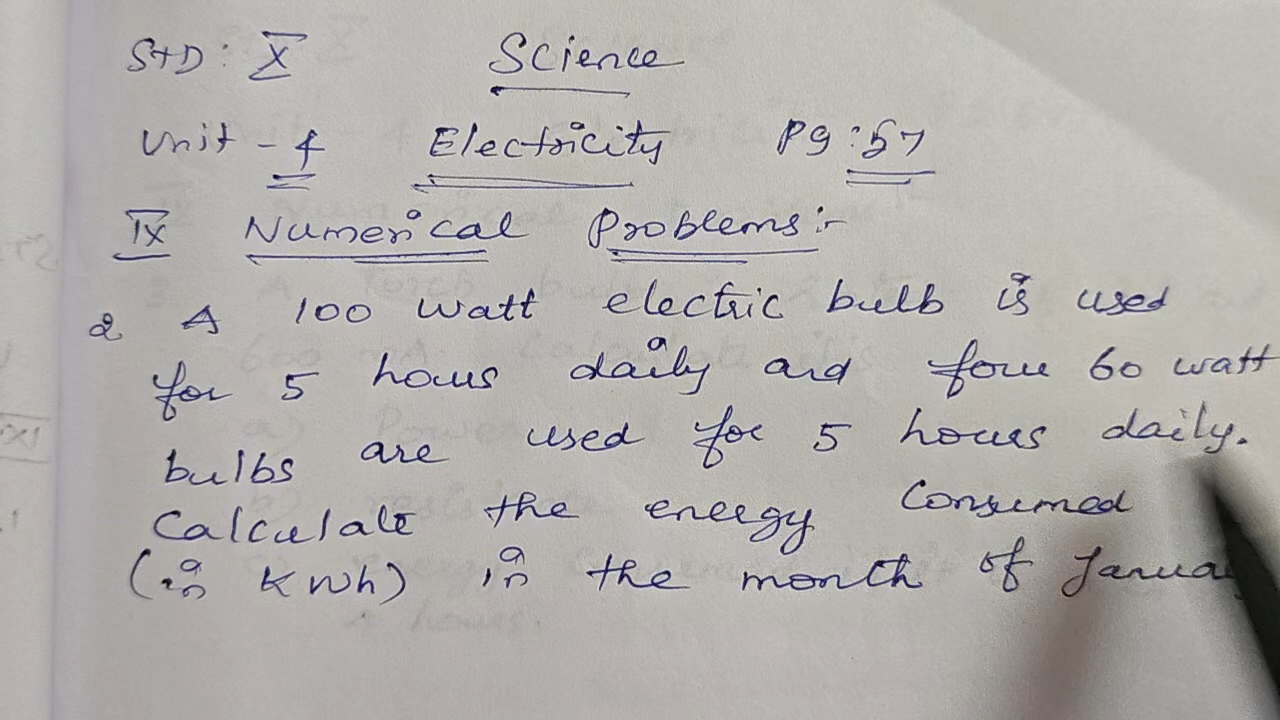 STD: X Science
Unit - 4 Electricity Pg: 57
IX Numerical Problems:-
2 A 100 watt electric bulb is used
for 5 hours daily and four 60 watt
bulbs are used for 5 hours daily.
Calculate the energy consumed
(in KWh) in the month of